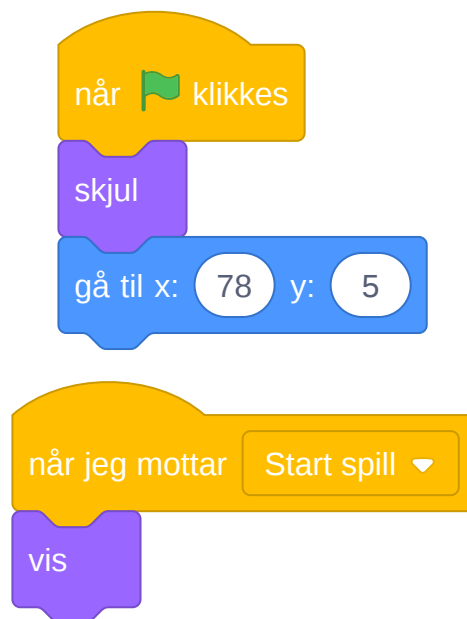 når klikkes
skjul
gå til x: 78 y: 5
når jeg mottar Start spill
vis